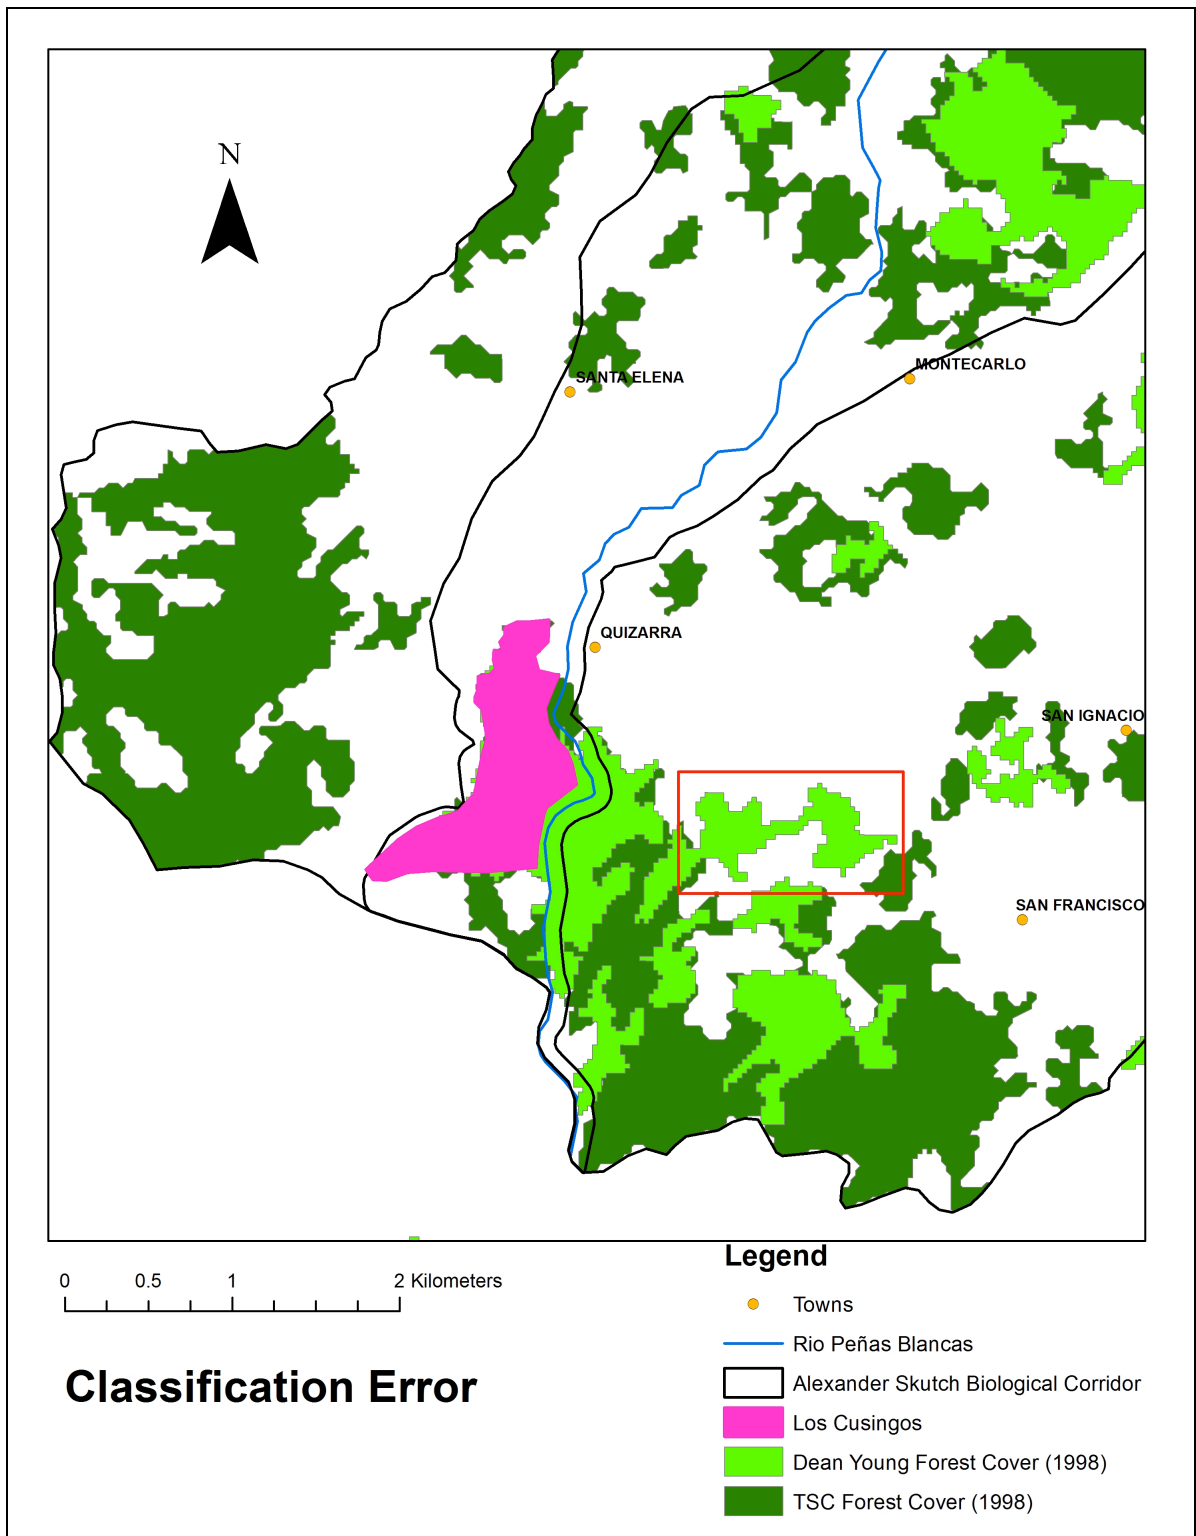 N
SANTA ELENA
MONTECARLO
QUIZARRA
SAN IGNACIO
SAN FRANCISCO
Legend
0 0.5 1 2 Kilometers
Towns
Rio Peñas Blancas
Classification Error
Alexander Skutch Biological Corridor
Los Cusingos
Dean Young Forest Cover (1998)
TSC Forest Cover (1998)